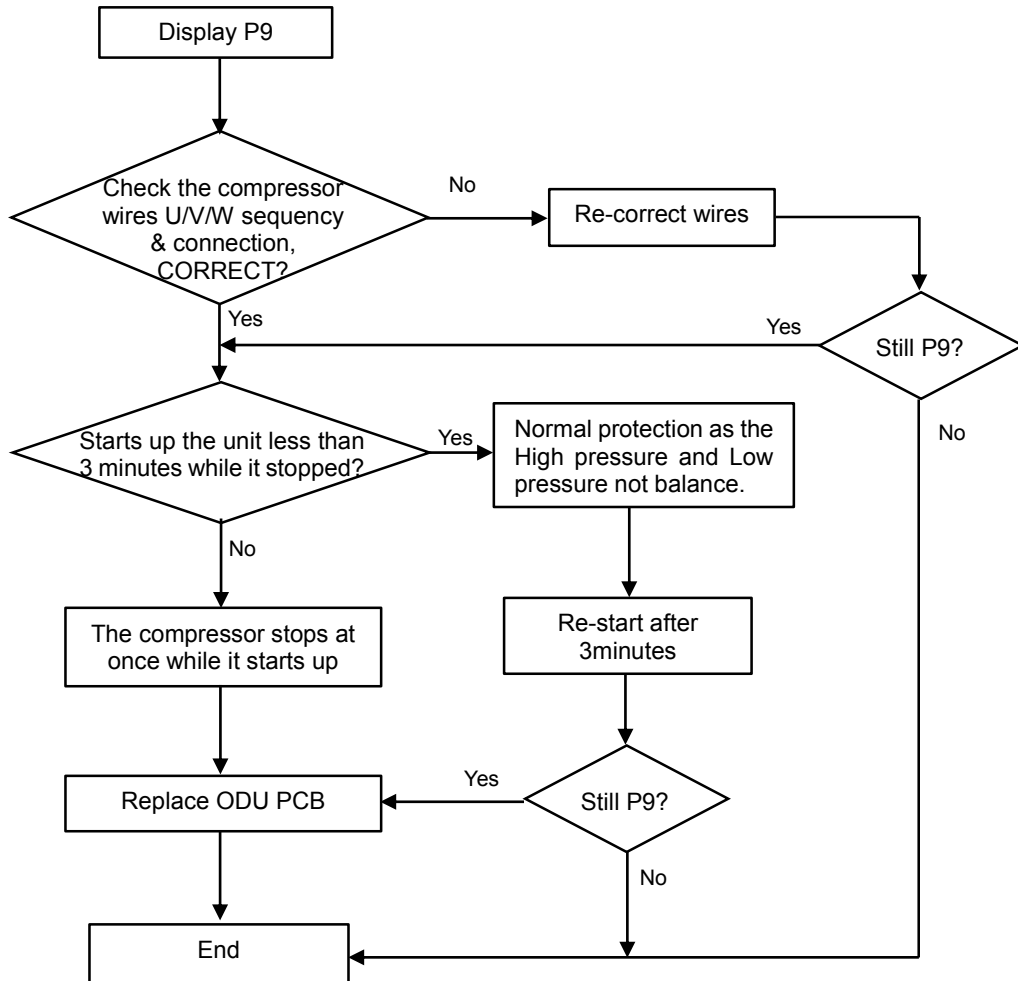 Display P9
Check the compressor
wires U/V/W sequency
& connection,
CORRECT?
No
Re-correct wires
Yes
Yes
Still P9?
No
Starts up the unit less than
3 minutes while it stopped?
Yes
Normal protection as the
High pressure and Low
pressure not balance.
No
The compressor stops at
once while it starts up
Re-start after
3minutes
Replace ODU PCB
Yes
Still P9?
No
End